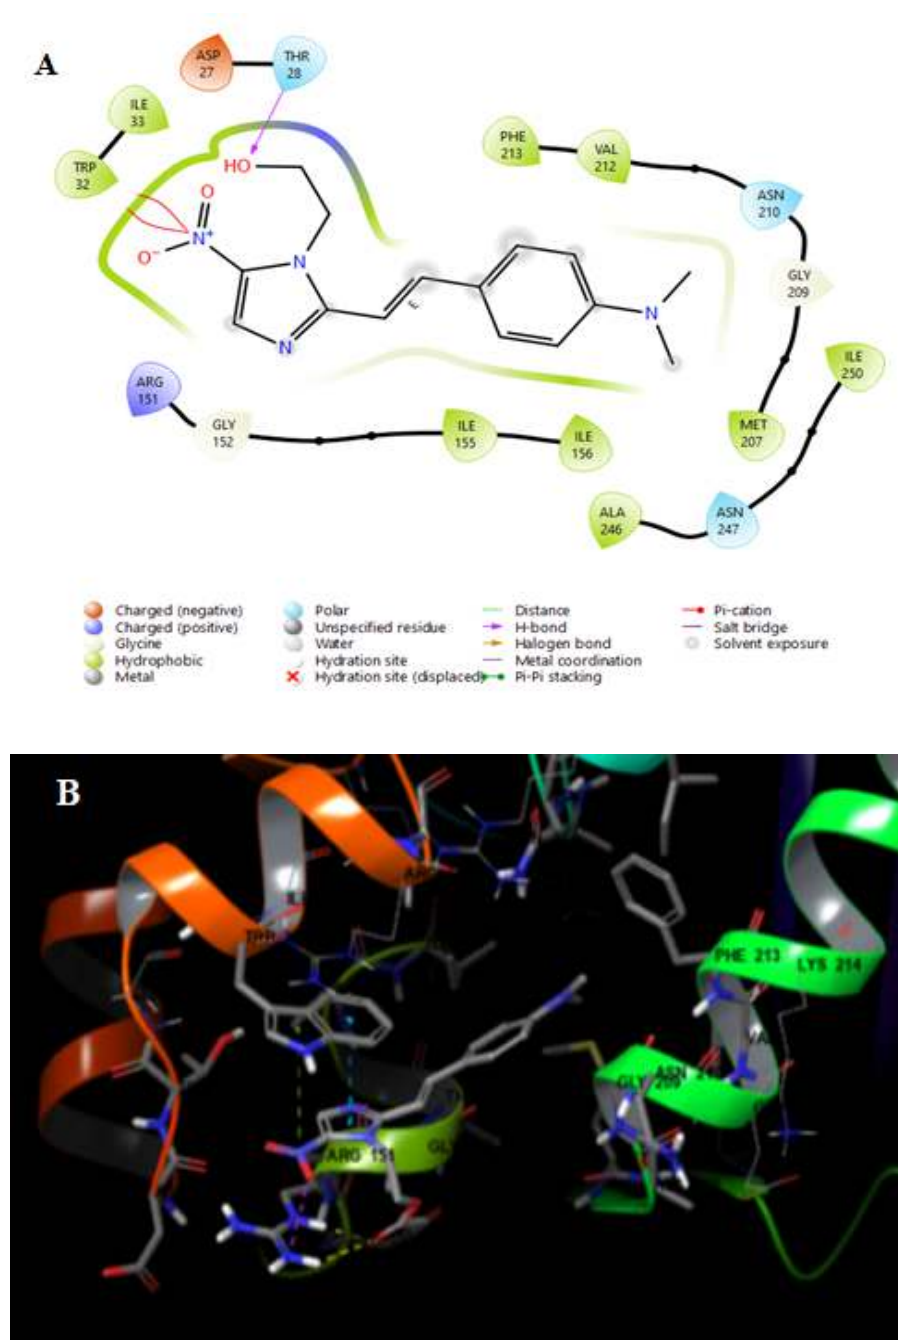 A
ASP
27
THR
28
ILE
33
TRP
32
HO
O
N+
O−
N
N
E
N
PHE
213
VAL
212
ASN
210
GLY
209
ILE
250
MET
207
ARG
151
GLY
152
ILE
155
ILE
156
ALA
246
ASN
247
Charged (negative)
Charged (positive)
Glycine
Hydrophobic
Metal
Polar
Unspecified residue
Water
Hydration site
Hydration site (displaced)
Distance
H-bond
Halogen bond
Metal coordination
Pi-Pi stacking
Pi-cation
Salt bridge
Solvent exposure
B
PHE 213
LYS 214
GLY 209
ASN
ARG 151